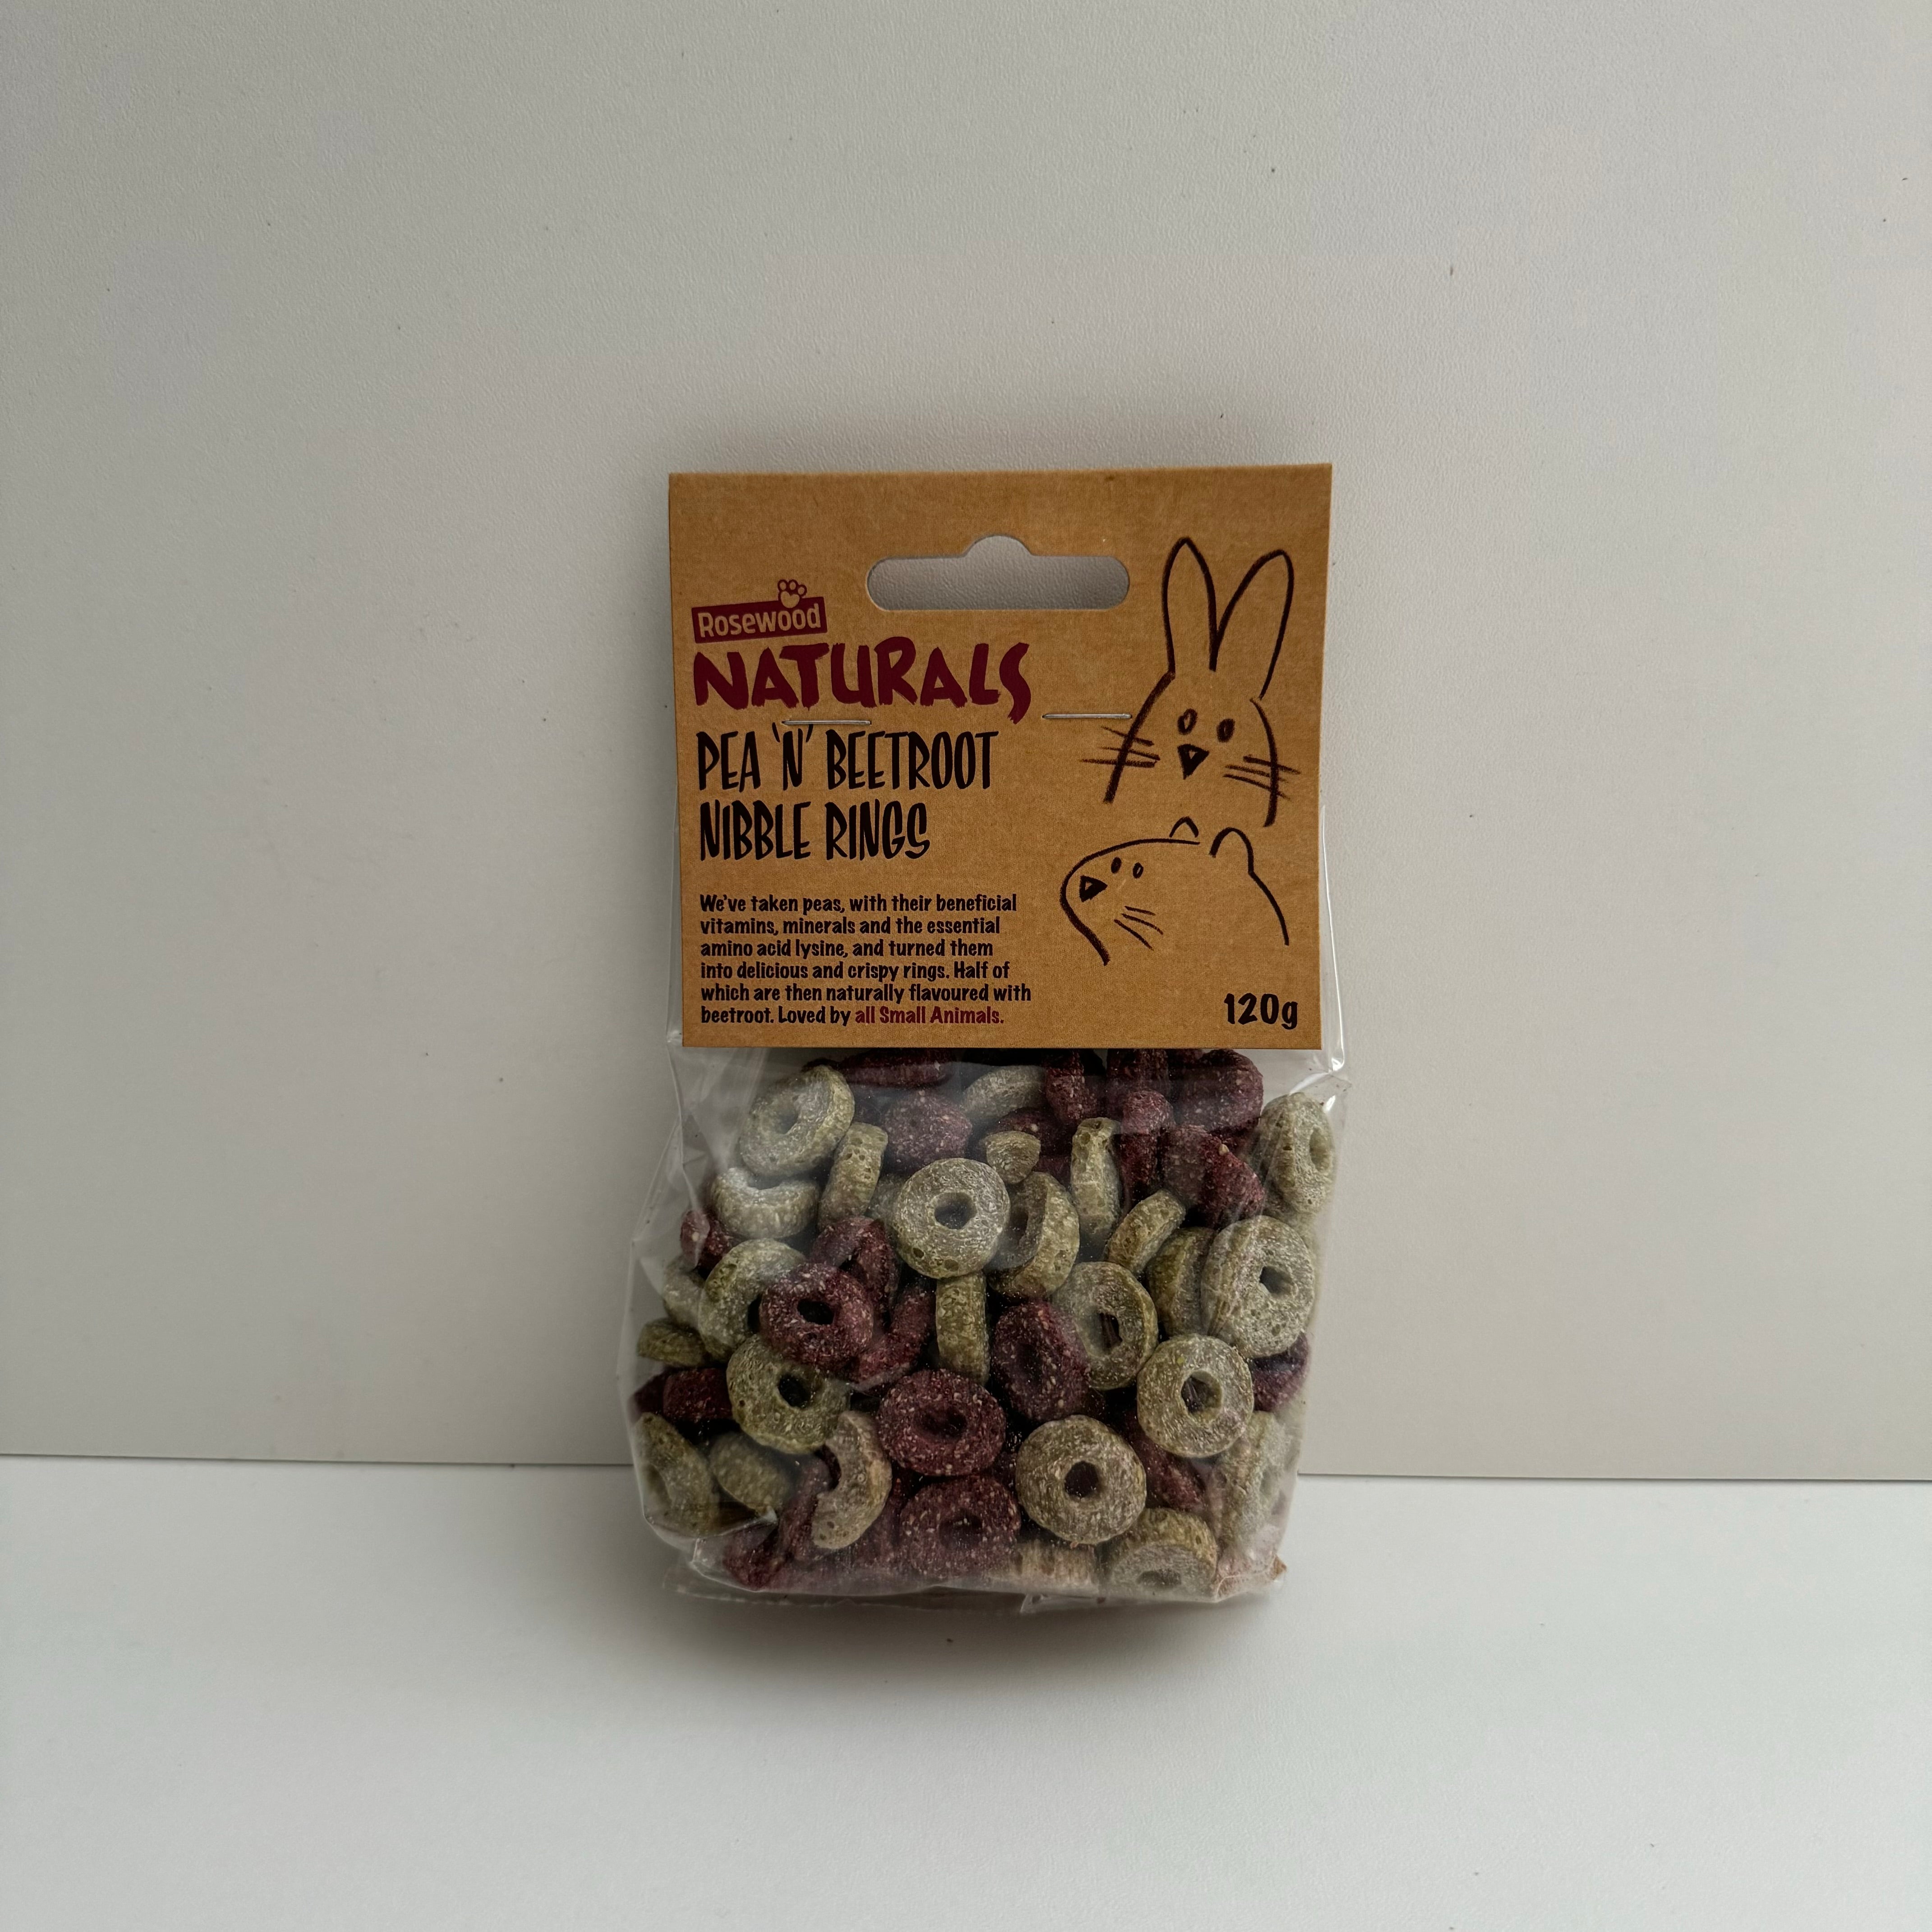 Rosewood
NATURALS
PEA 'N' BEETROOT
NIBBLE RINGS
We've taken peas, with their beneficial
vitamins, minerals and the essential
amino acid lysine, and turned them
into delicious and crispy rings. Half of
which are then naturally flavoured with
beetroot. Loved by all Small Animals.
120g